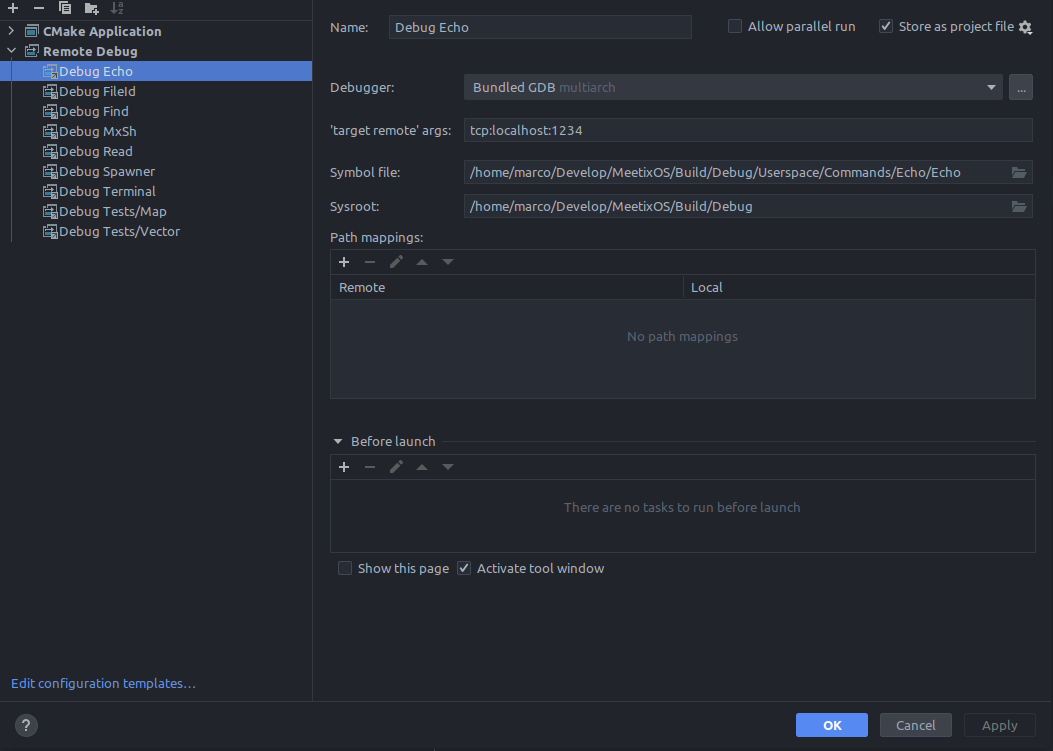 CMake Application
Remote Debug
Debug Echo
Debug FileId
Debug Find
Debug MxSh
Debug Read
Debug Spawner
Debug Terminal
Debug Tests/Map
Debug Tests/Vector
Edit configuration templates...
Name: Debug Echo
Allow parallel run
Store as project file
Debugger: Bundled GDB multiarch ...
'target remote' args: tcp:localhost:1234
Symbol file: /home/marco/Develop/MeetixOS/Build/Debug/Userspace/Commands/Echo/Echo
Sysroot: /home/marco/Develop/MeetixOS/Build/Debug
Path mappings:
Remote Local
No path mappings
Before launch
There are no tasks to run before launch
Show this page Activate tool window
? OK Cancel Apply